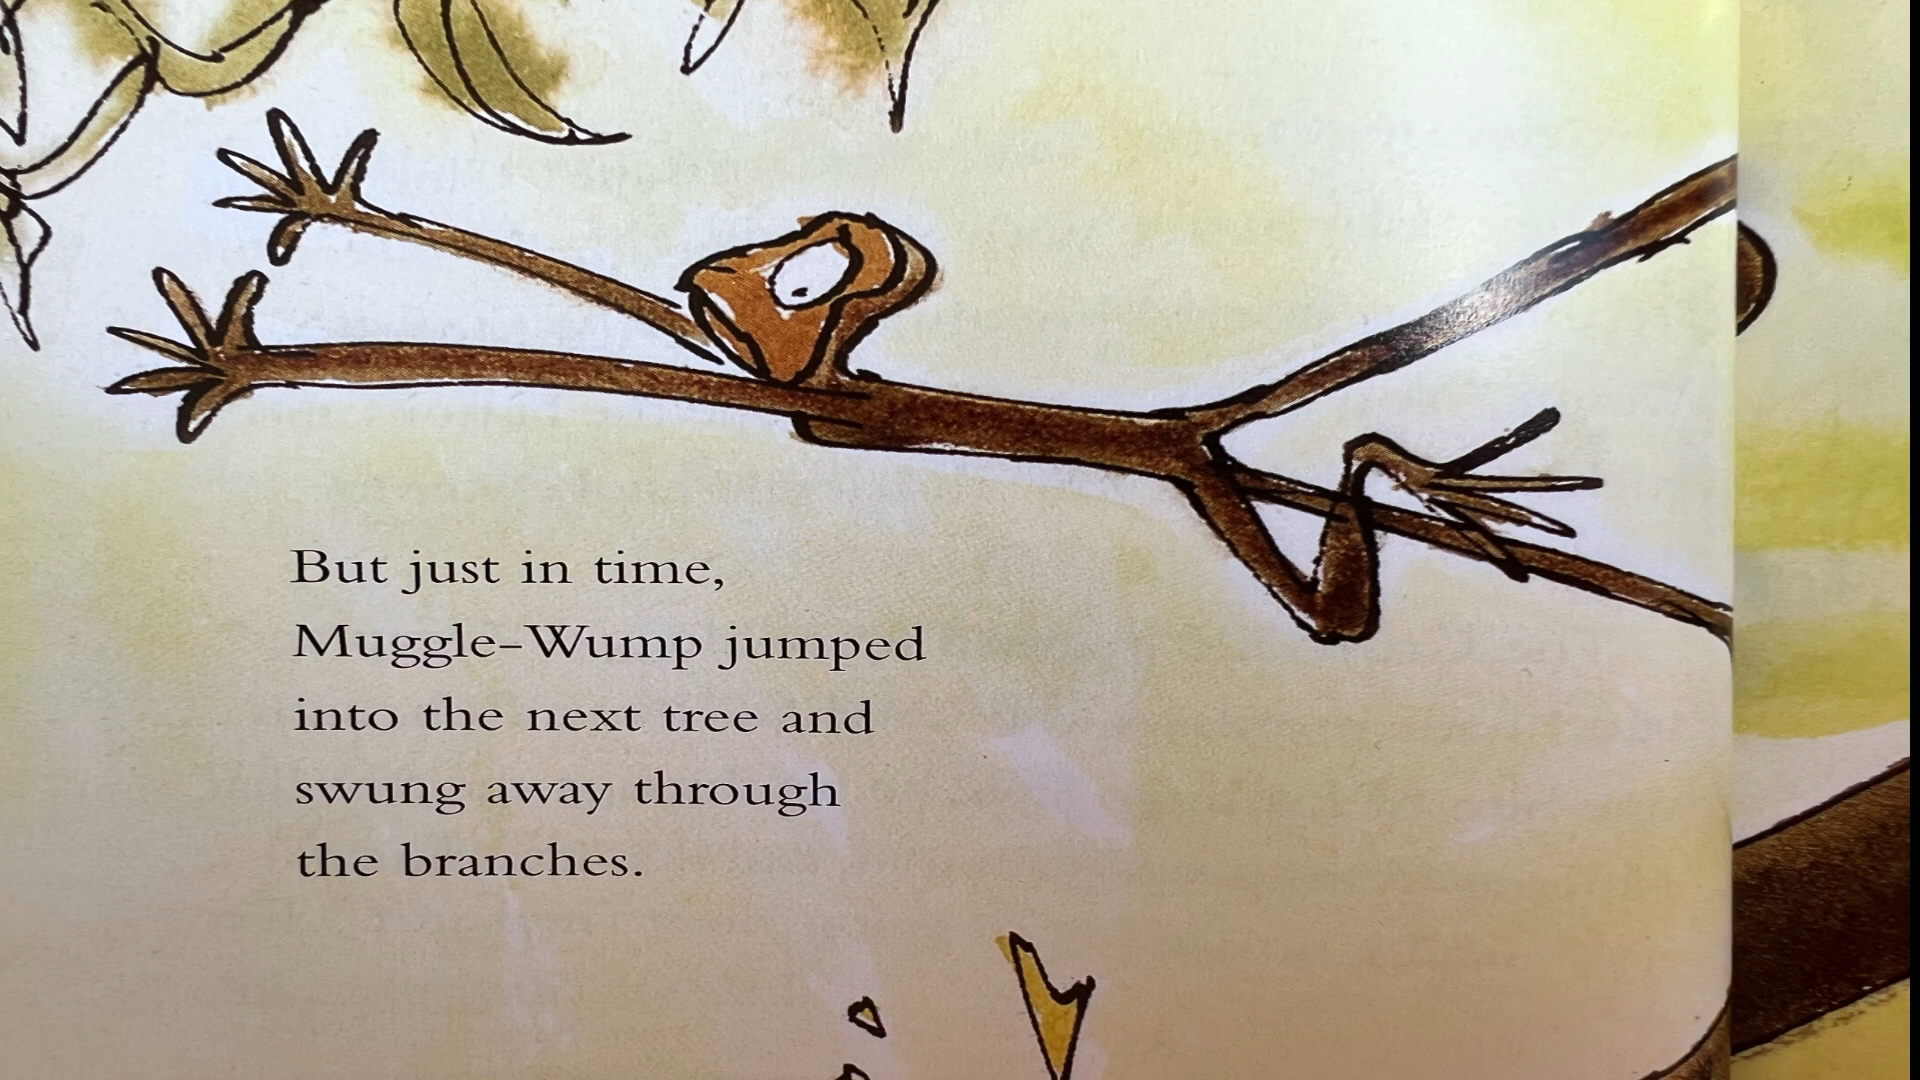 But just in time,
Muggle-Wump jumped
into the next tree and
swung away through
the branches.